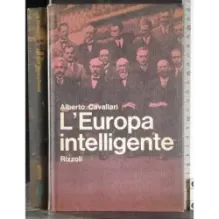 Alberto Cavallari
L'Europa
intelligente
Rizzoli